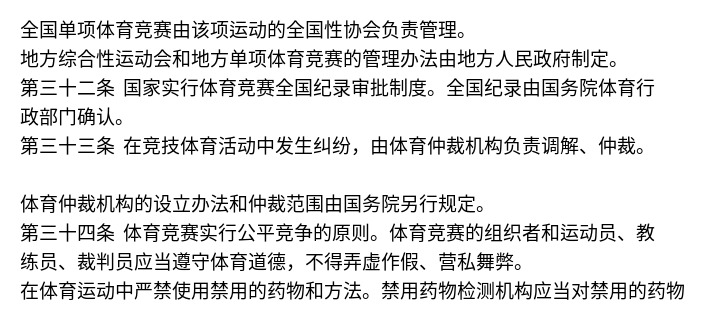 全国单项体育竞赛由该项运动的全国性协会负责管理。
地方综合性运动会和地方单项体育竞赛的管理办法由地方人民政府制定。
第三十二条 国家实行体育竞赛全国纪录审批制度。全国纪录由国务院体育行
政部门确认。
第三十三条 在竞技体育活动中发生纠纷，由体育仲裁机构负责调解、仲裁。
体育仲裁机构的设立办法和仲裁范围由国务院另行规定。
第三十四条 体育竞赛实行公平竞争的原则。体育竞赛的组织者和运动员、教
练员、裁判员应当遵守体育道德，不得弄虚作假、营私舞弊。
在体育运动中严禁使用禁用的药物和方法。禁用药物检测机构应当对禁用的药物